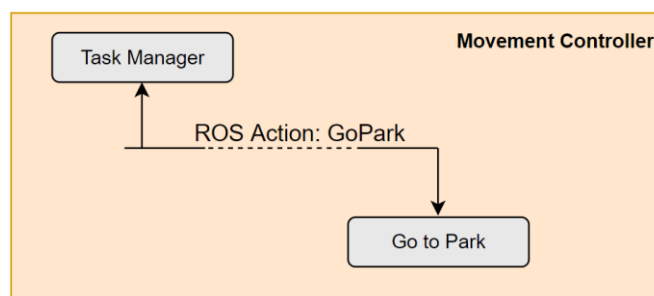 Task Manager
Movement Controller
ROS Action: GoPark
Go to Park